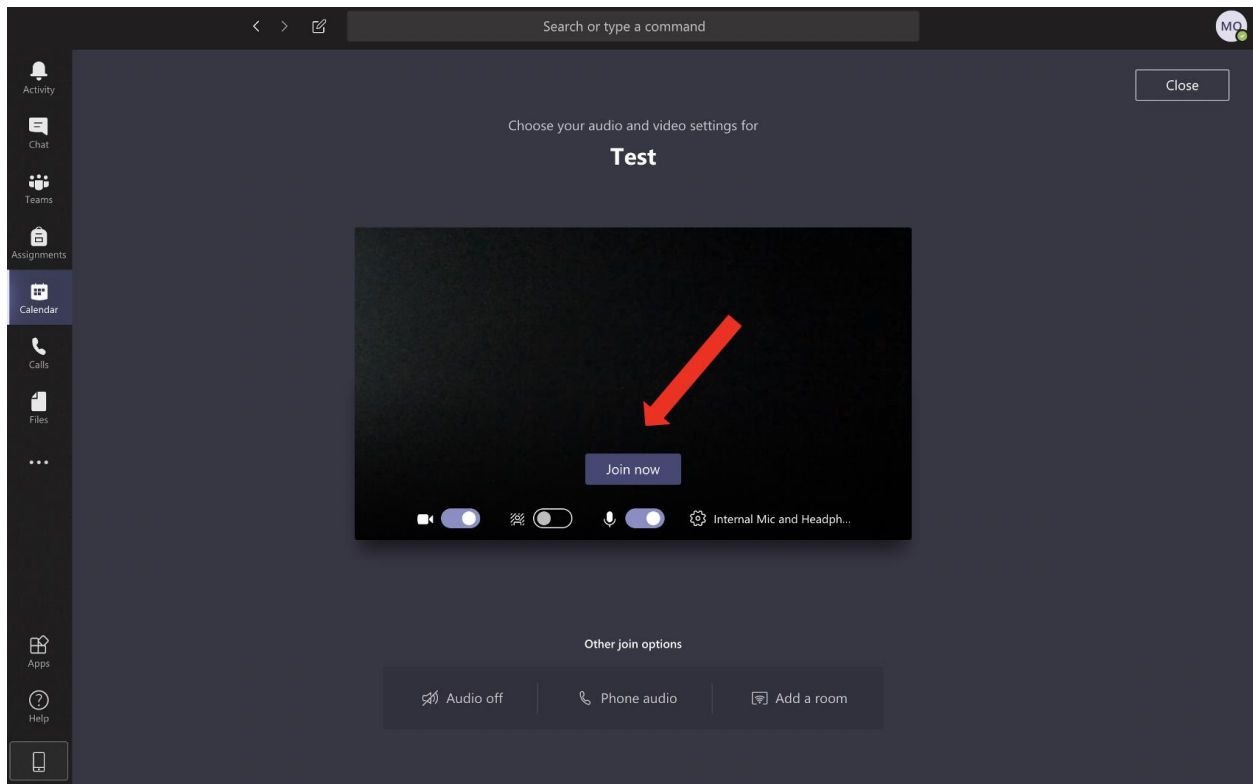 Search or type a command
MO
Activity
Chat
Teams
Assignments
Calendar
Calls
Files
Apps
Help
Close
Choose your audio and video settings for
Test
Join now
Internal Mic and Headph...
Other join options
Audio off
Phone audio
Add a room